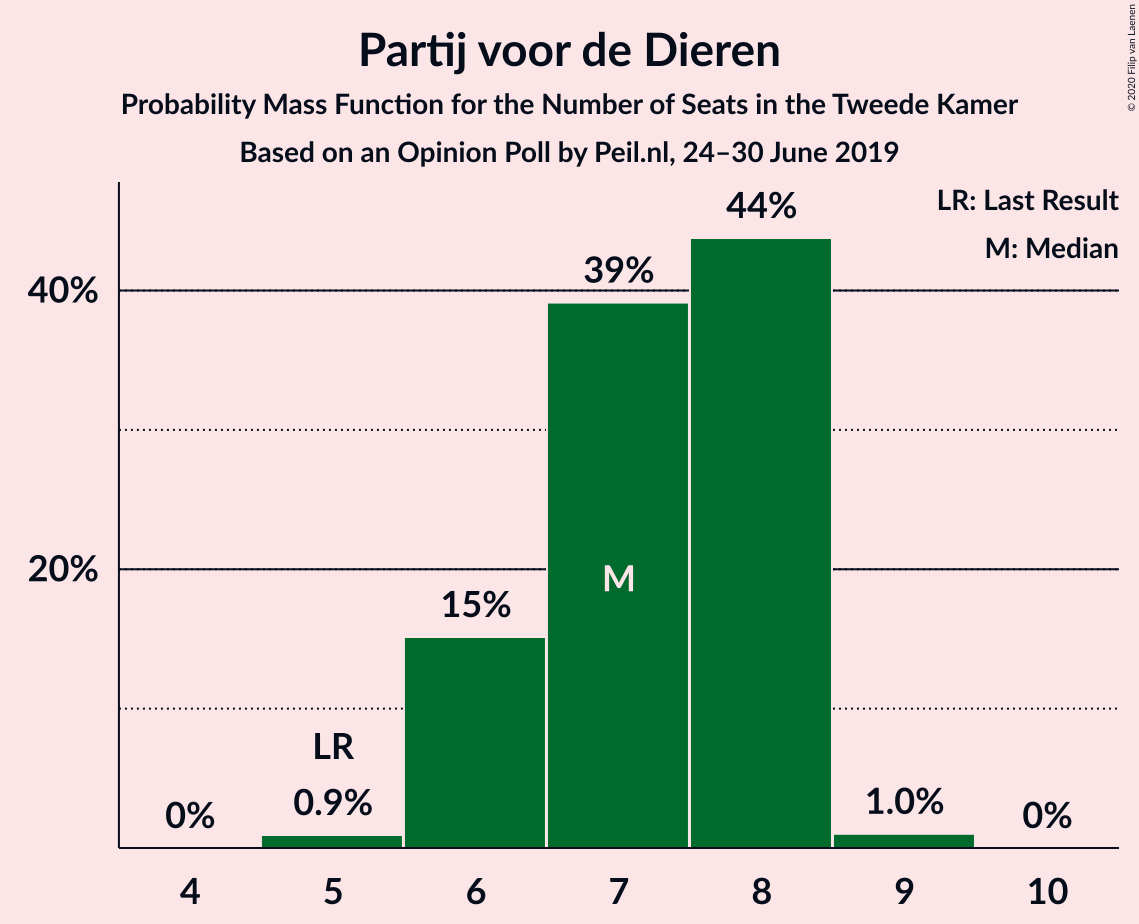 Partij voor de Dieren
Probability Mass Function for the Number of Seats in the Tweede Kamer
Based on an Opinion Poll by Peil.nl, 24–30 June 2019
© 2020 Filip van Laenen
LR: Last Result
M: Median
44%
39%
40%
20%
M
15%
LR
0%
0.9%
1.0%
0%
4 5 6 7 8 9 10